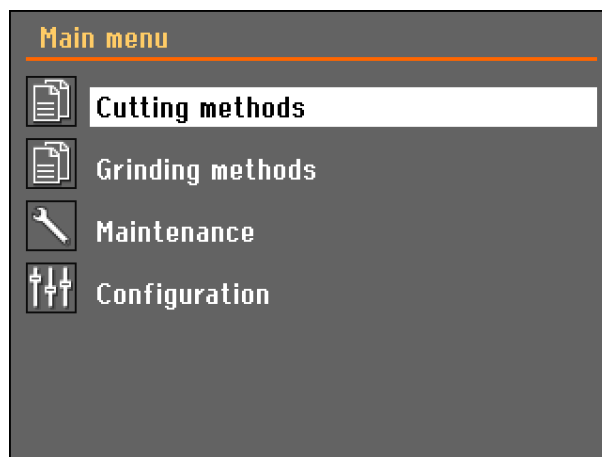 Main menu
Cutting methods
Grinding methods
Maintenance
Configuration